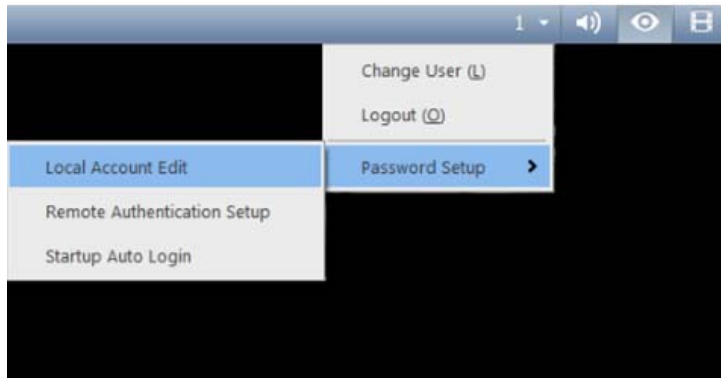 1
Change User (L)
Logout (O)
Password Setup
Local Account Edit
Remote Authentication Setup
Startup Auto Login